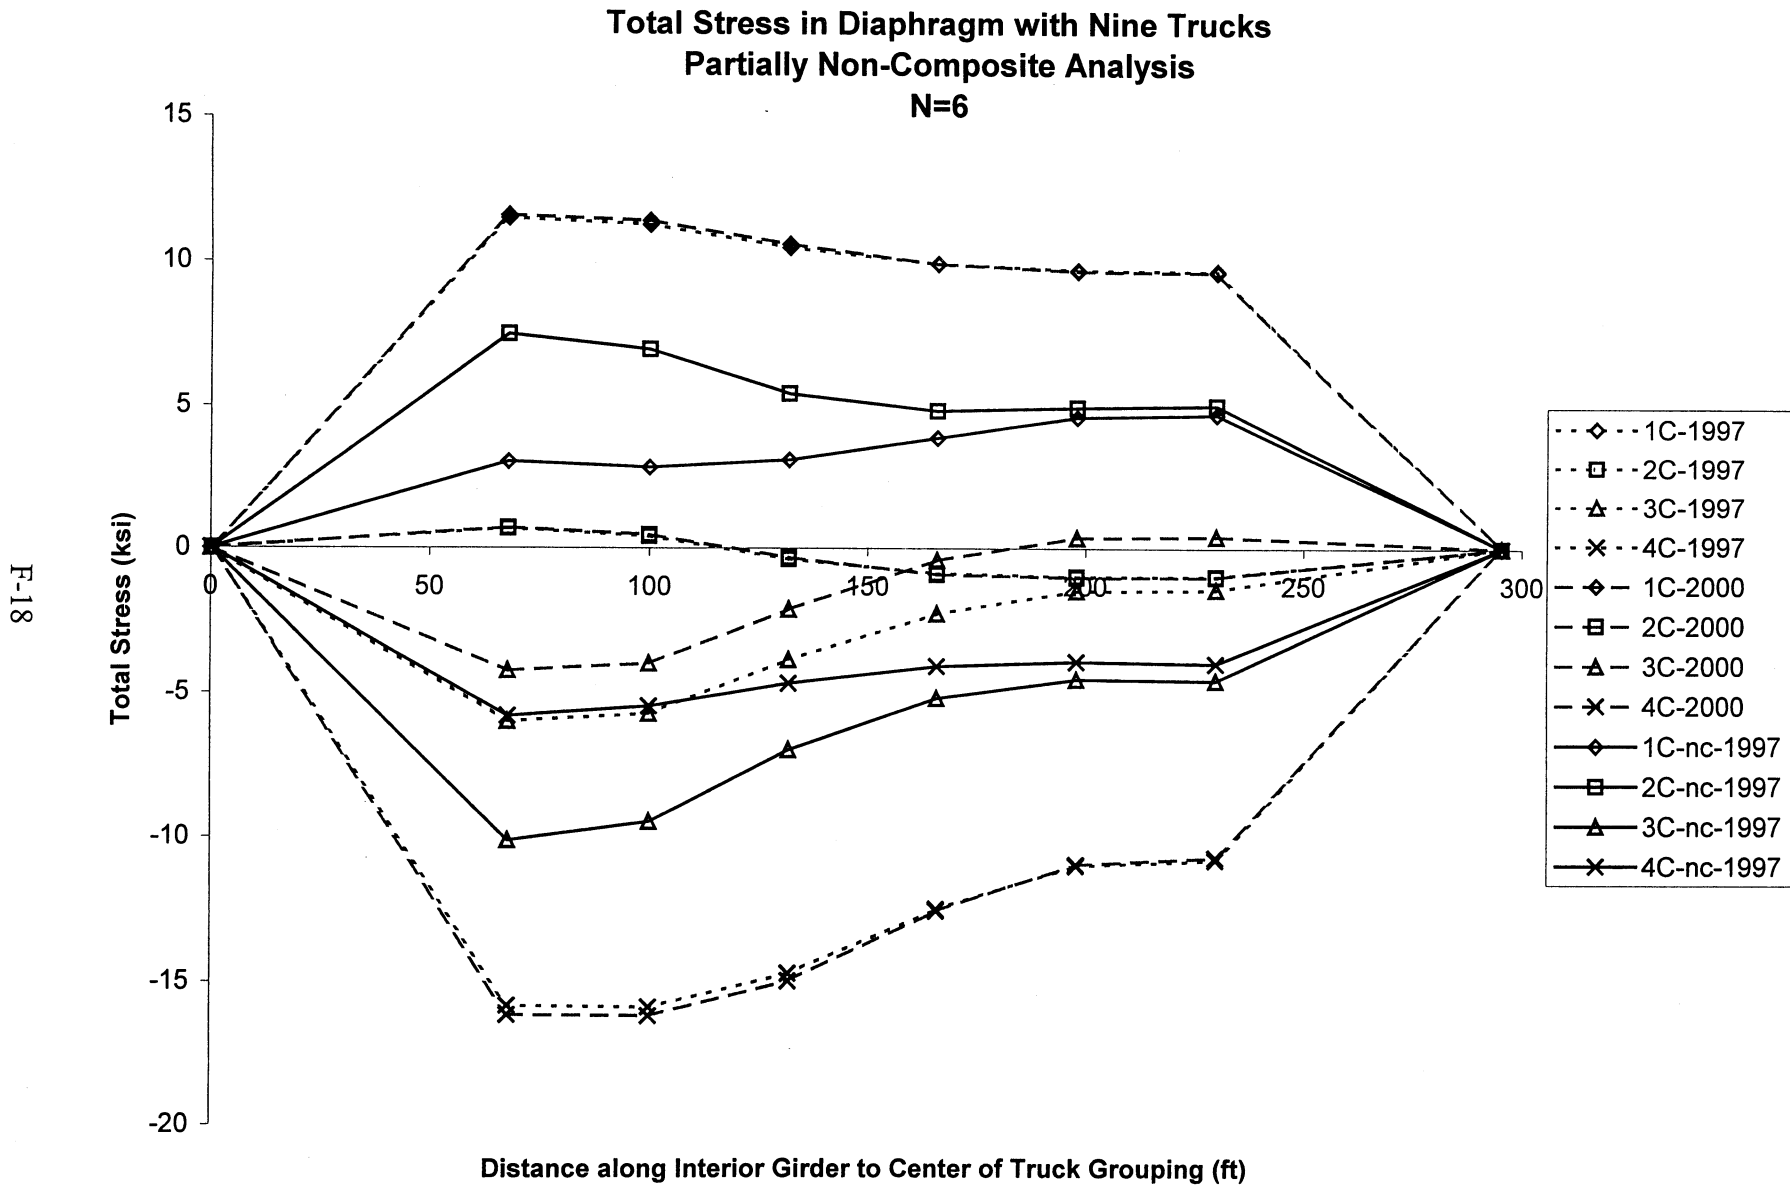 Total Stress in Diaphragm with Nine Trucks
Partially Non-Composite Analysis
N=6
15
10
5
0
-5
-10
-15
-20
0
50
100
150
200
250
300
Total Stress (ksi)
Distance along Interior Girder to Center of Truck Grouping (ft)
1C-1997
2C-1997
3C-1997
4C-1997
1C-2000
2C-2000
3C-2000
4C-2000
1C-nc-1997
2C-nc-1997
3C-nc-1997
4C-nc-1997
F-18